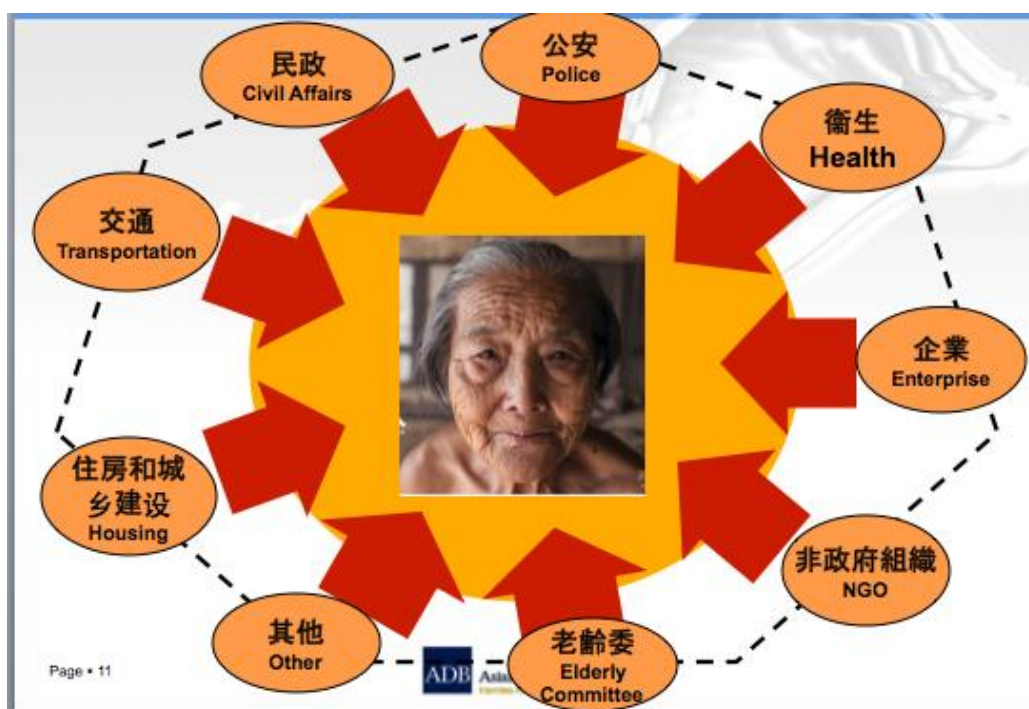 民政
Civil Affairs
公安
Police
衞生
Health
交通
Transportation
企業
Enterprise
住房和城
乡建设
Housing
非政府組織
NGO
其他
Other
老齡委
Elderly
Committee
Page ▪ 11
ADB